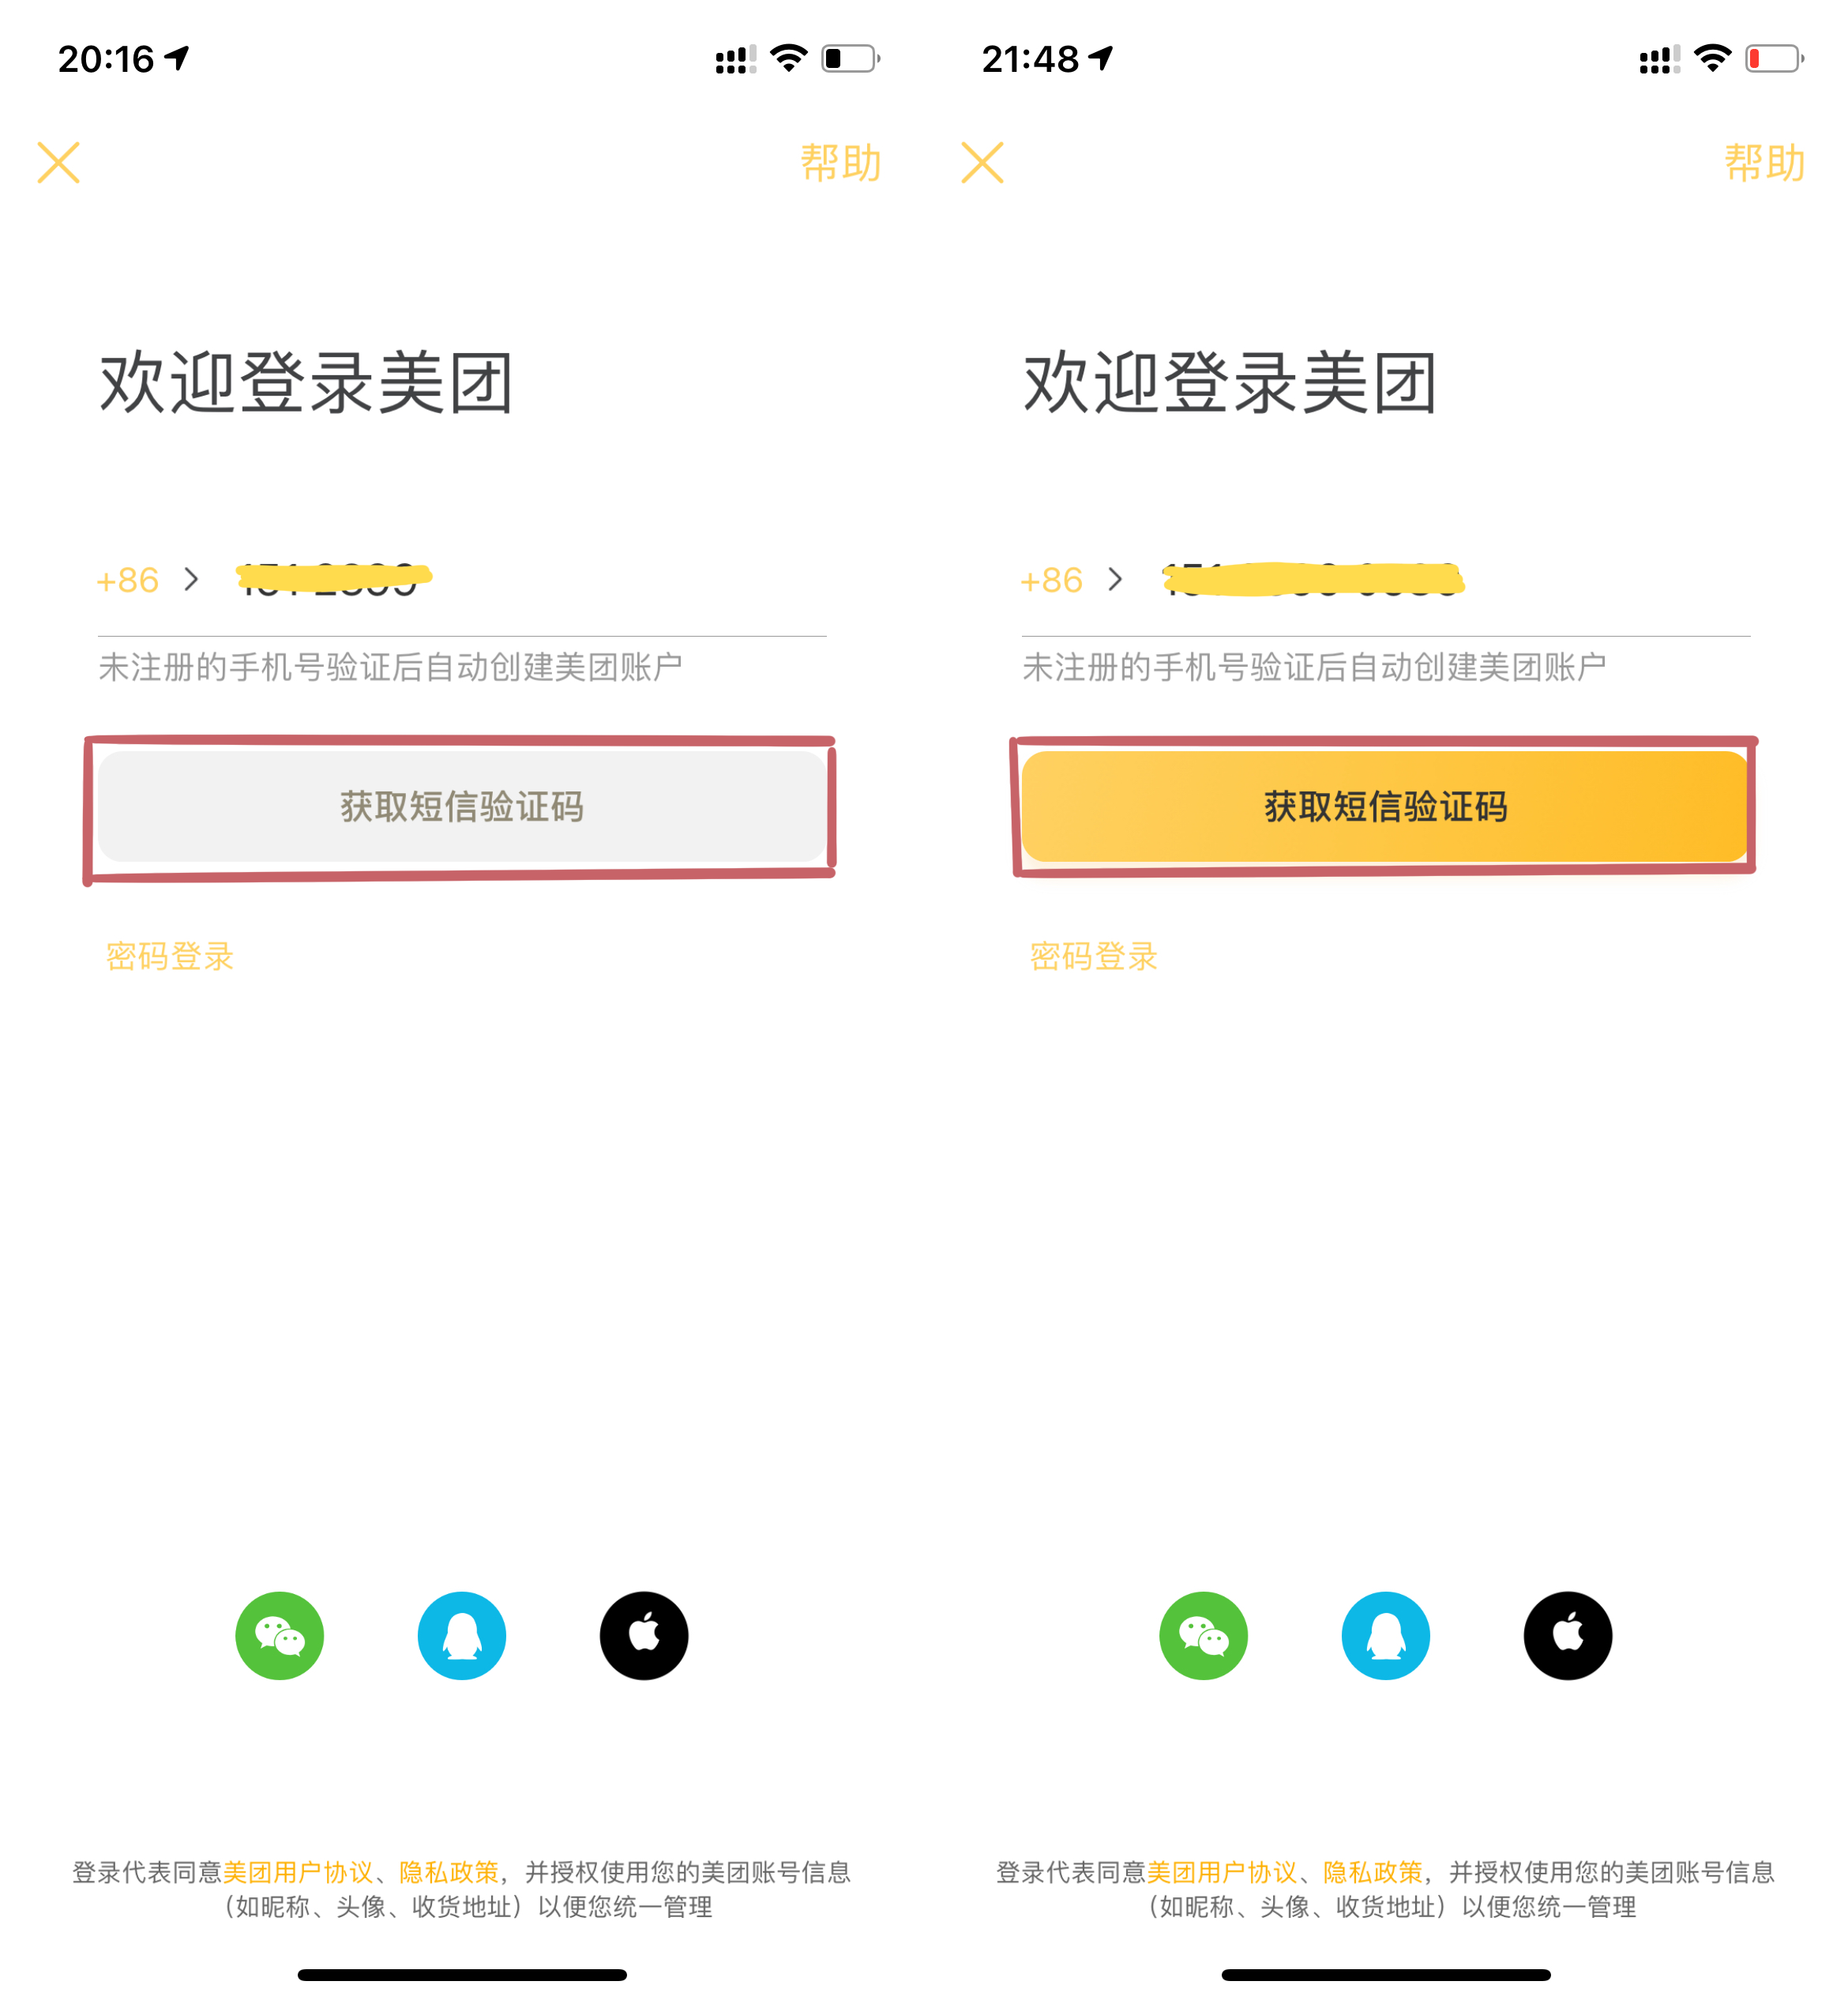 20:16
帮助
欢迎登录美团
+86
未注册的手机号验证后自动创建美团账户
获取短信验证码
密码登录
登录代表同意美团用户协议、隐私政策，并授权使用您的美团账号信息
（如昵称、头像、收货地址）以便您统一管理
21:48
帮助
欢迎登录美团
+86
未注册的手机号验证后自动创建美团账户
获取短信验证码
密码登录
登录代表同意美团用户协议、隐私政策，并授权使用您的美团账号信息
（如昵称、头像、收货地址）以便您统一管理